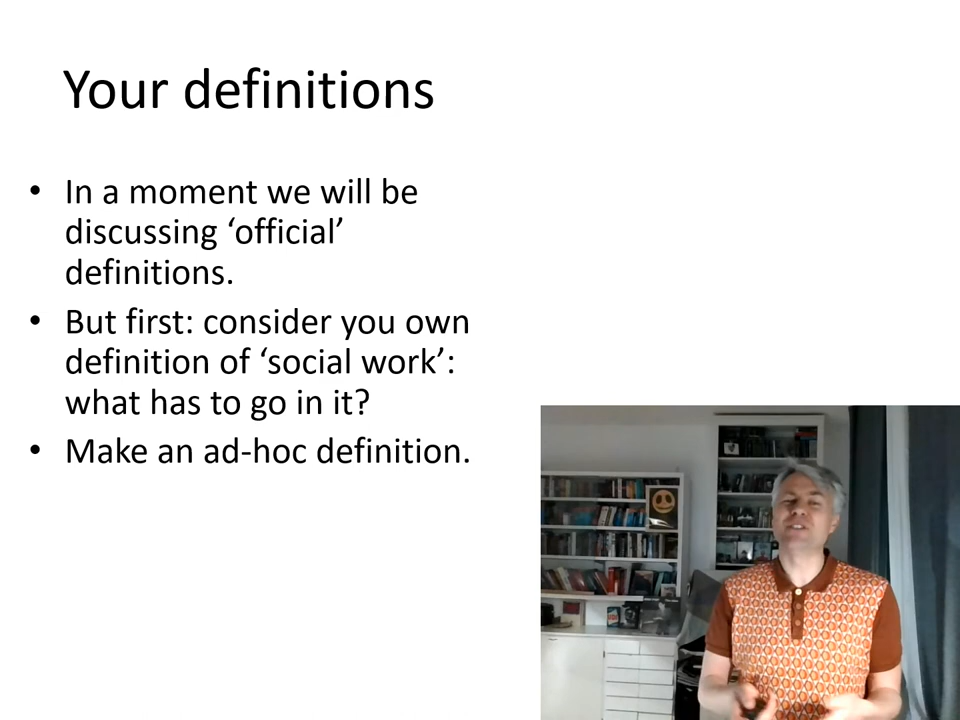 Your definitions
• In a moment we will be
discussing ‘official’
definitions.
• But first: consider you own
definition of ‘social work’:
what has to go in it?
• Make an ad-hoc definition.